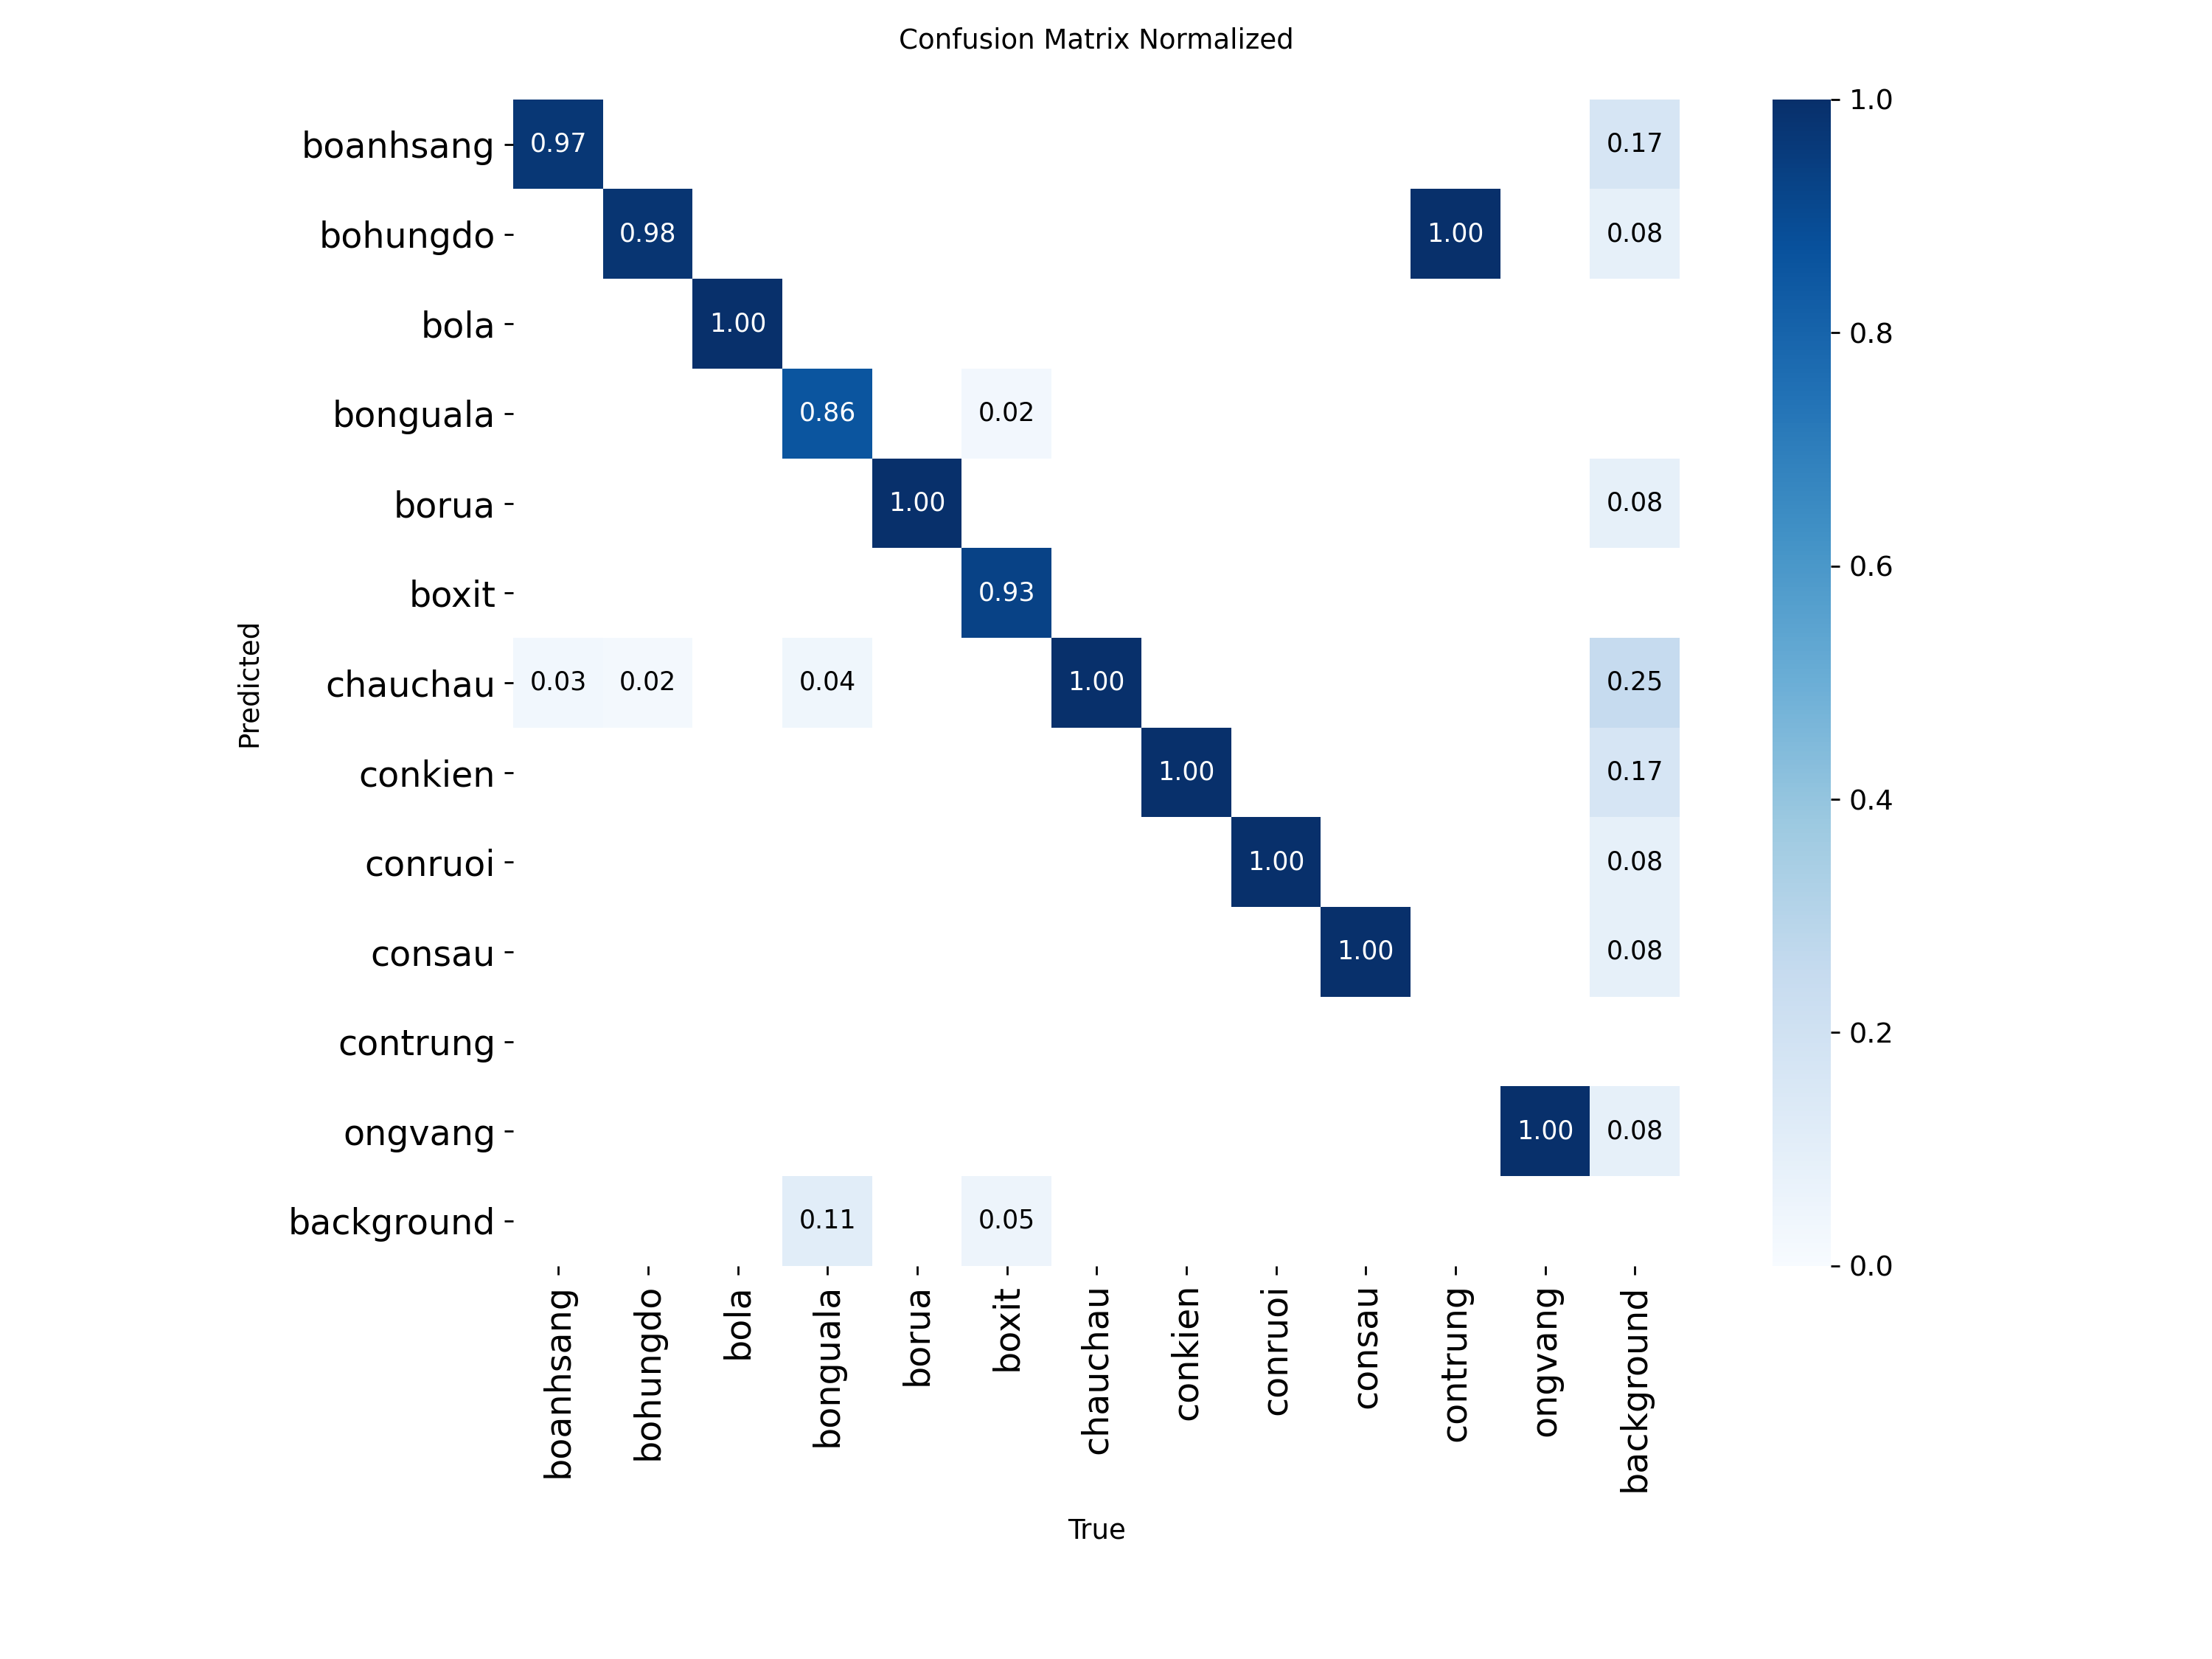 Confusion Matrix Normalized
boanhsang 0.97 0.17 1.0
bohungdo 0.98 1.00 0.08
bola 1.00 0.8
bonguala 0.86 0.02
borua 1.00 0.08
boxit 0.93 0.6
Predicted
chauchau 0.03 0.02 0.04 1.00 0.25
conkien 1.00 0.17 0.4
conruoi 1.00 0.08
consau 1.00 0.08
contrung 0.2
ongvang 1.00 0.08
background 0.11 0.05 0.0
boanhsang bohungdo bola bonguala borua boxit chauchau conkien conruoi consau contrung ongvang background
True